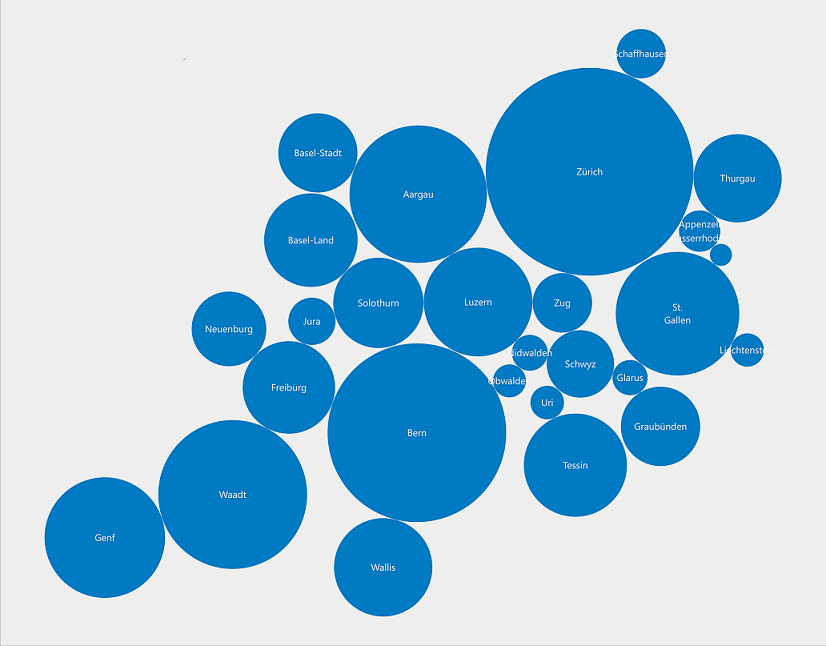 Schaffhausen
Basel-Stadt
Zürich
Thurgau
Aargau
Appenzell
sserrhode
Basel-Land
Solothurn
Luzern
Zug
St.
Gallen
Jura
Neuenburg
Nidwalden
Liechtenstein
Schwyz
Obwalden
Glarus
Freiburg
Uri
Graubünden
Bern
Tessin
Waadt
Genf
Wallis